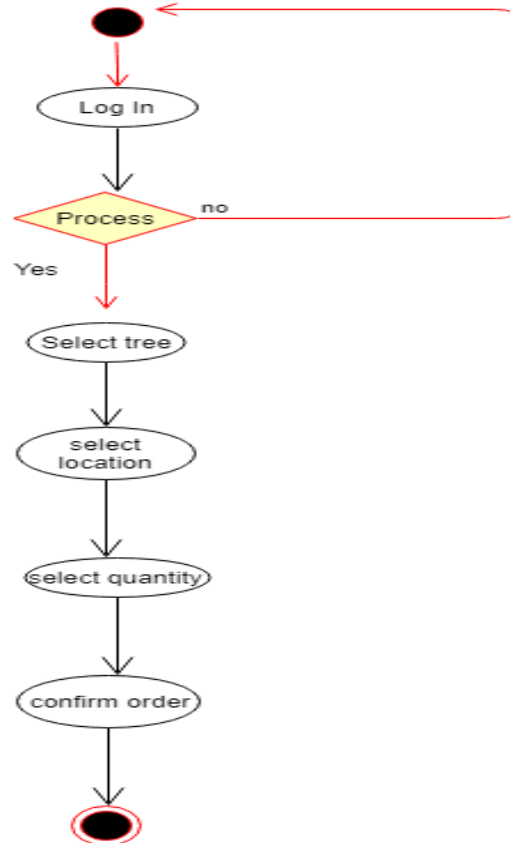 Log In
Process
no
Yes
Select tree
select
location
select quantity
confirm order